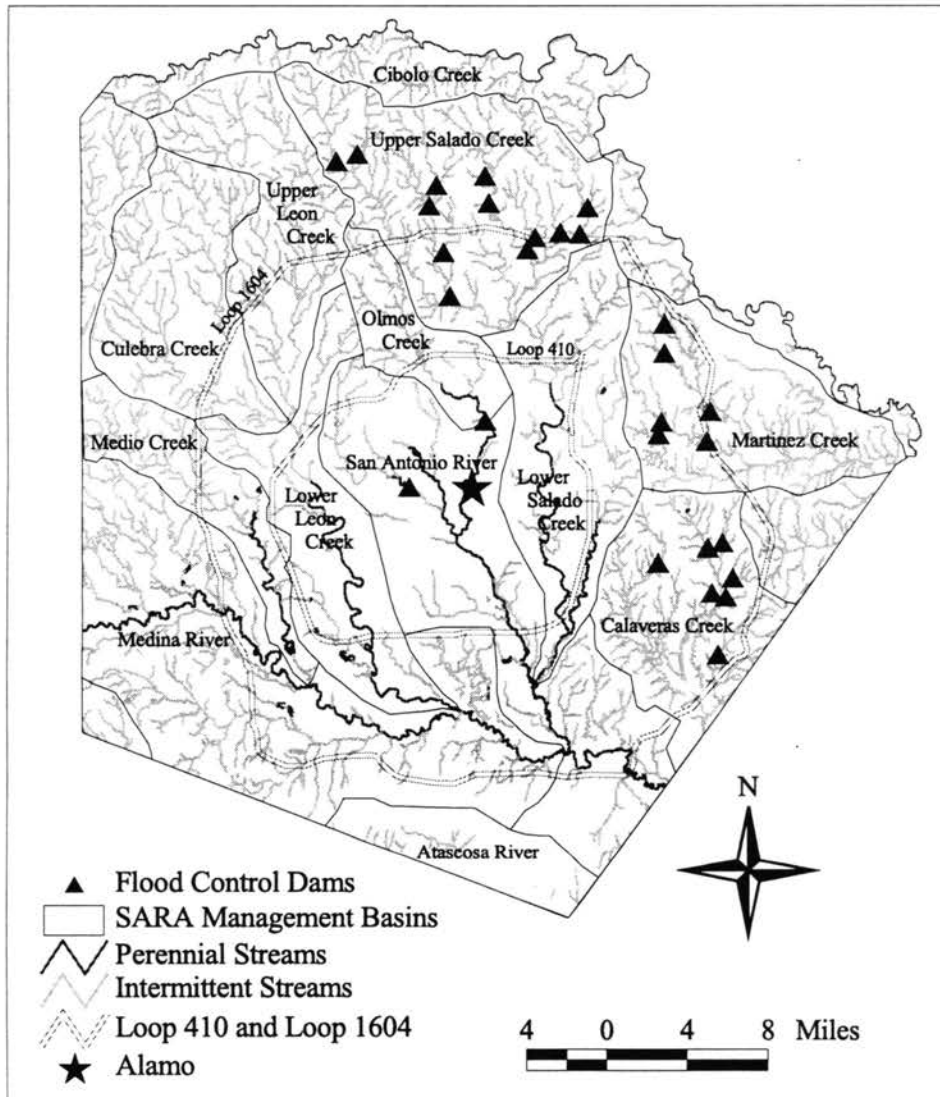 Cibolo Creek
Upper Salado Creek
Upper
Leon
Creek
Loop 1604
Olmos
Creek
Loop 410
Culebra Creek
Medio Creek
Martinez Creek
San Antonio River
Lower
Leon
Creek
Lower
Salado
Creek
Medina River
Calaveras Creek
Atascosa River
N
Flood Control Dams
SARA Management Basins
Perennial Streams
Intermittent Streams
Loop 410 and Loop 1604
Alamo
4 0 4 8 Miles